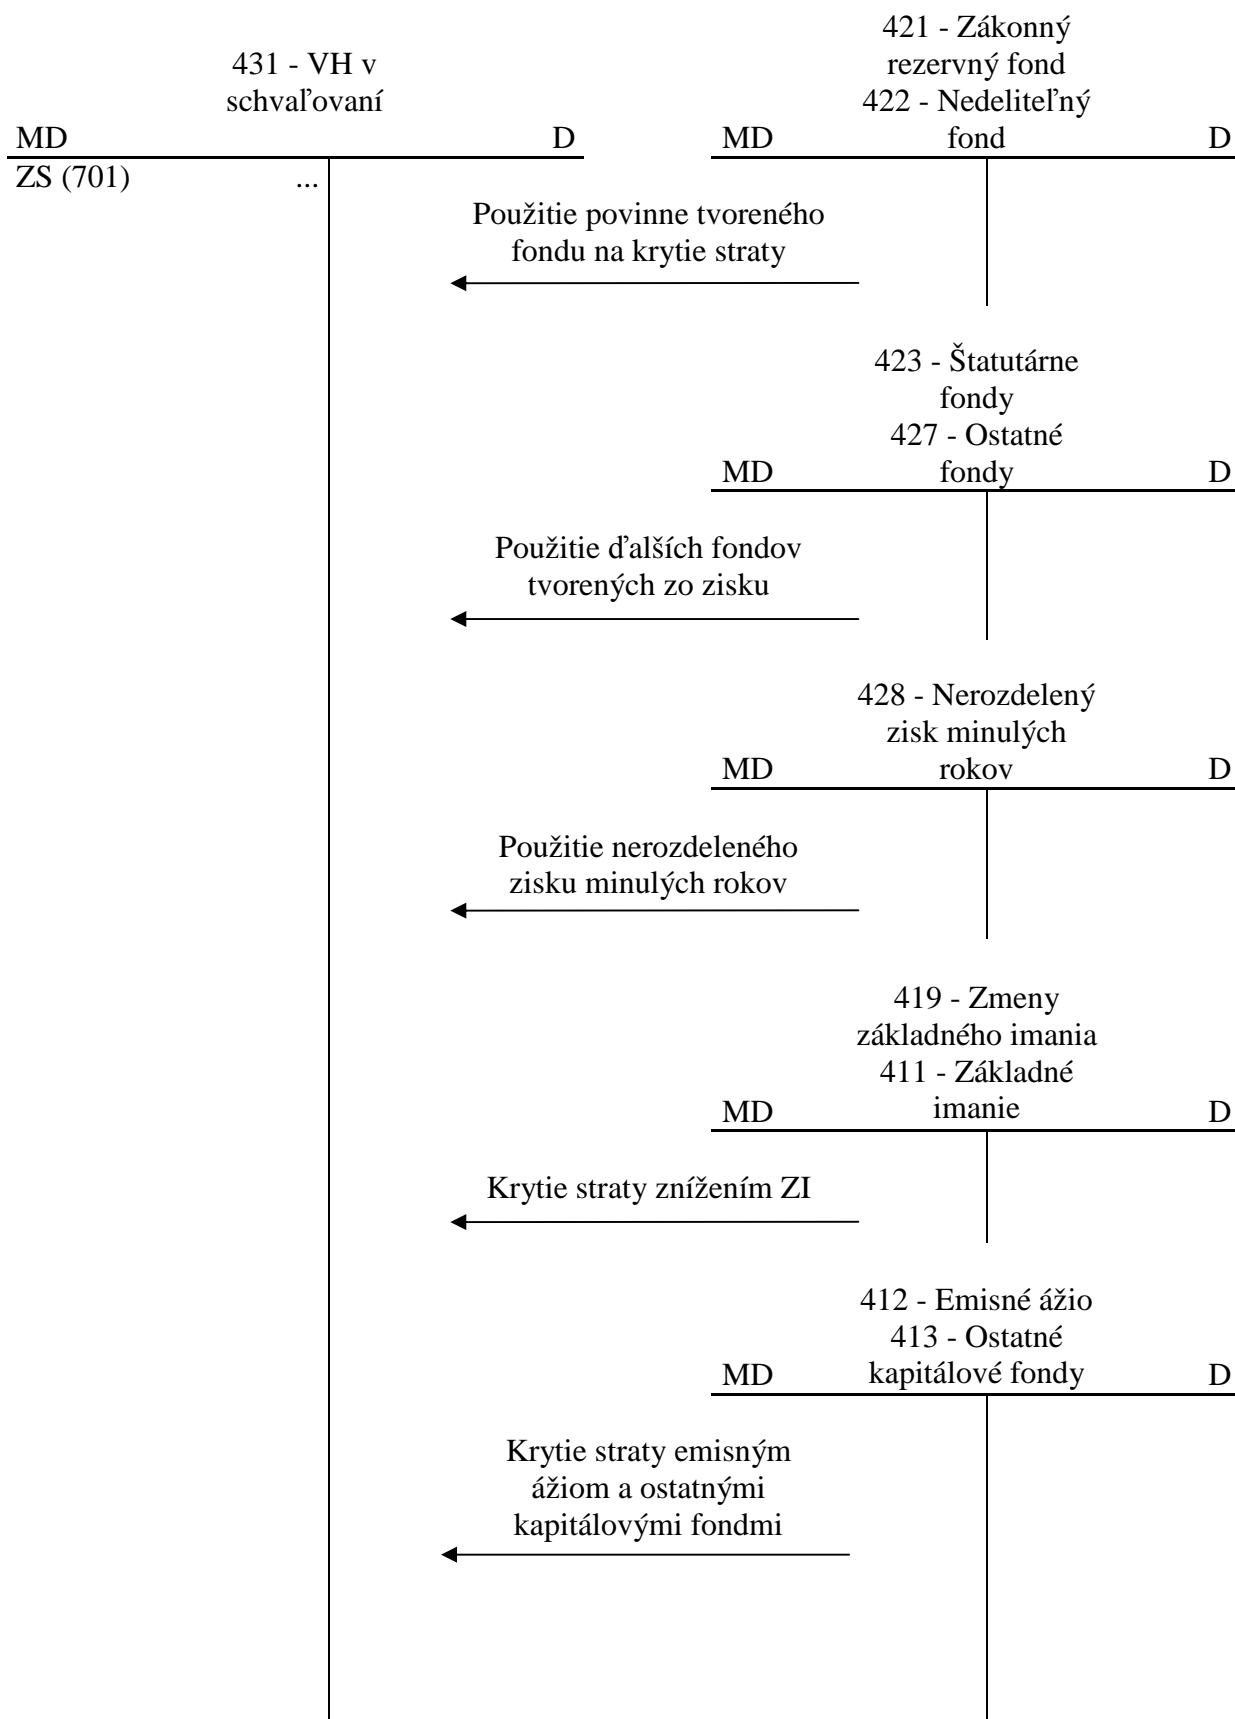 431 - VH v
schvaľovaní
MD D
ZS (701) ...
421 - Zákonný
rezervný fond
422 - Nedeliteľný
MD fond D
Použitie povinne tvoreného
fondu na krytie straty
423 - Štatutárne
fondy
427 - Ostatné
MD fondy D
Použitie ďalších fondov
tvorených zo zisku
428 - Nerozdelený
zisk minulých
MD rokov D
Použitie nerozdeleného
zisku minulých rokov
419 - Zmeny
základného imania
411 - Základné
MD imanie D
Krytie straty znížením ZI
412 - Emisné ážio
413 - Ostatné
MD kapitálové fondy D
Krytie straty emisným
ážiom a ostatnými
kapitálovými fondmi